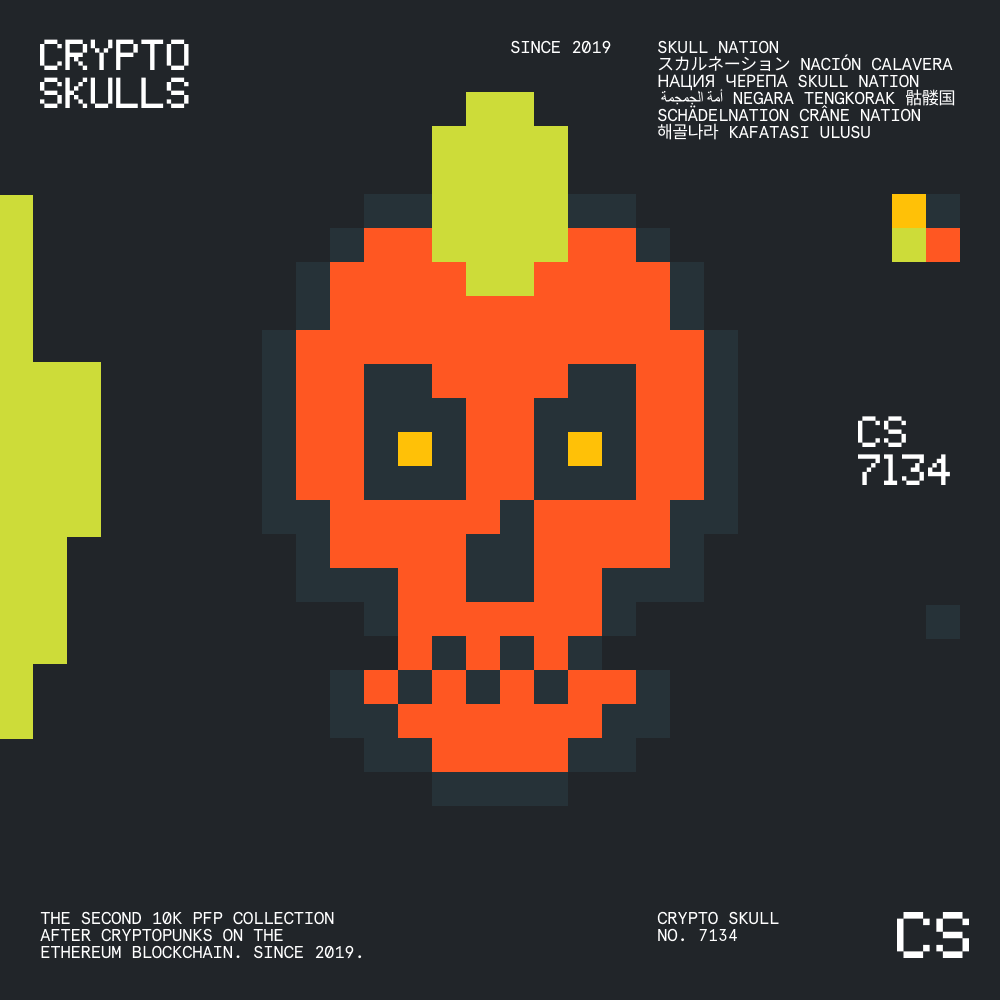 CRYPTO
SKULLS
SINCE 2019
SKULL NATION
スカルネーション NACIÓN CALAVERA
НАЦИЯ ЧЕРЕПА SKULL NATION
أمة الجمجمة NEGARA TENGKORAK 骷髅国
SCHÄDELNATION CRÂNE NATION
해골나라 KAFATASI ULUSU
CS
7134
THE SECOND 10K PFP COLLECTION
AFTER CRYPTOPUNKS ON THE
ETHEREUM BLOCKCHAIN. SINCE 2019.
CRYPTO SKULL
NO. 7134
CS